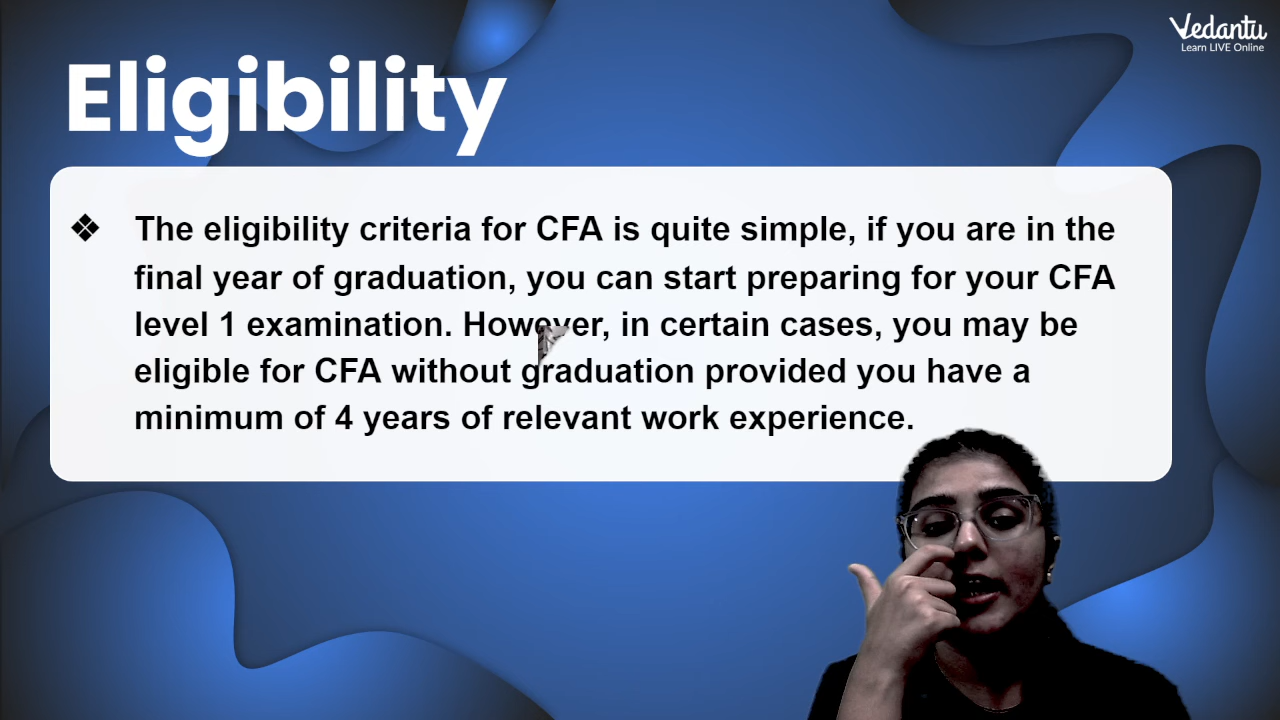 Vedantu
Learn LIVE Online
Eligibility
❖ The eligibility criteria for CFA is quite simple, if you are in the
final year of graduation, you can start preparing for your CFA
level 1 examination. However, in certain cases, you may be
eligible for CFA without graduation provided you have a
minimum of 4 years of relevant work experience.